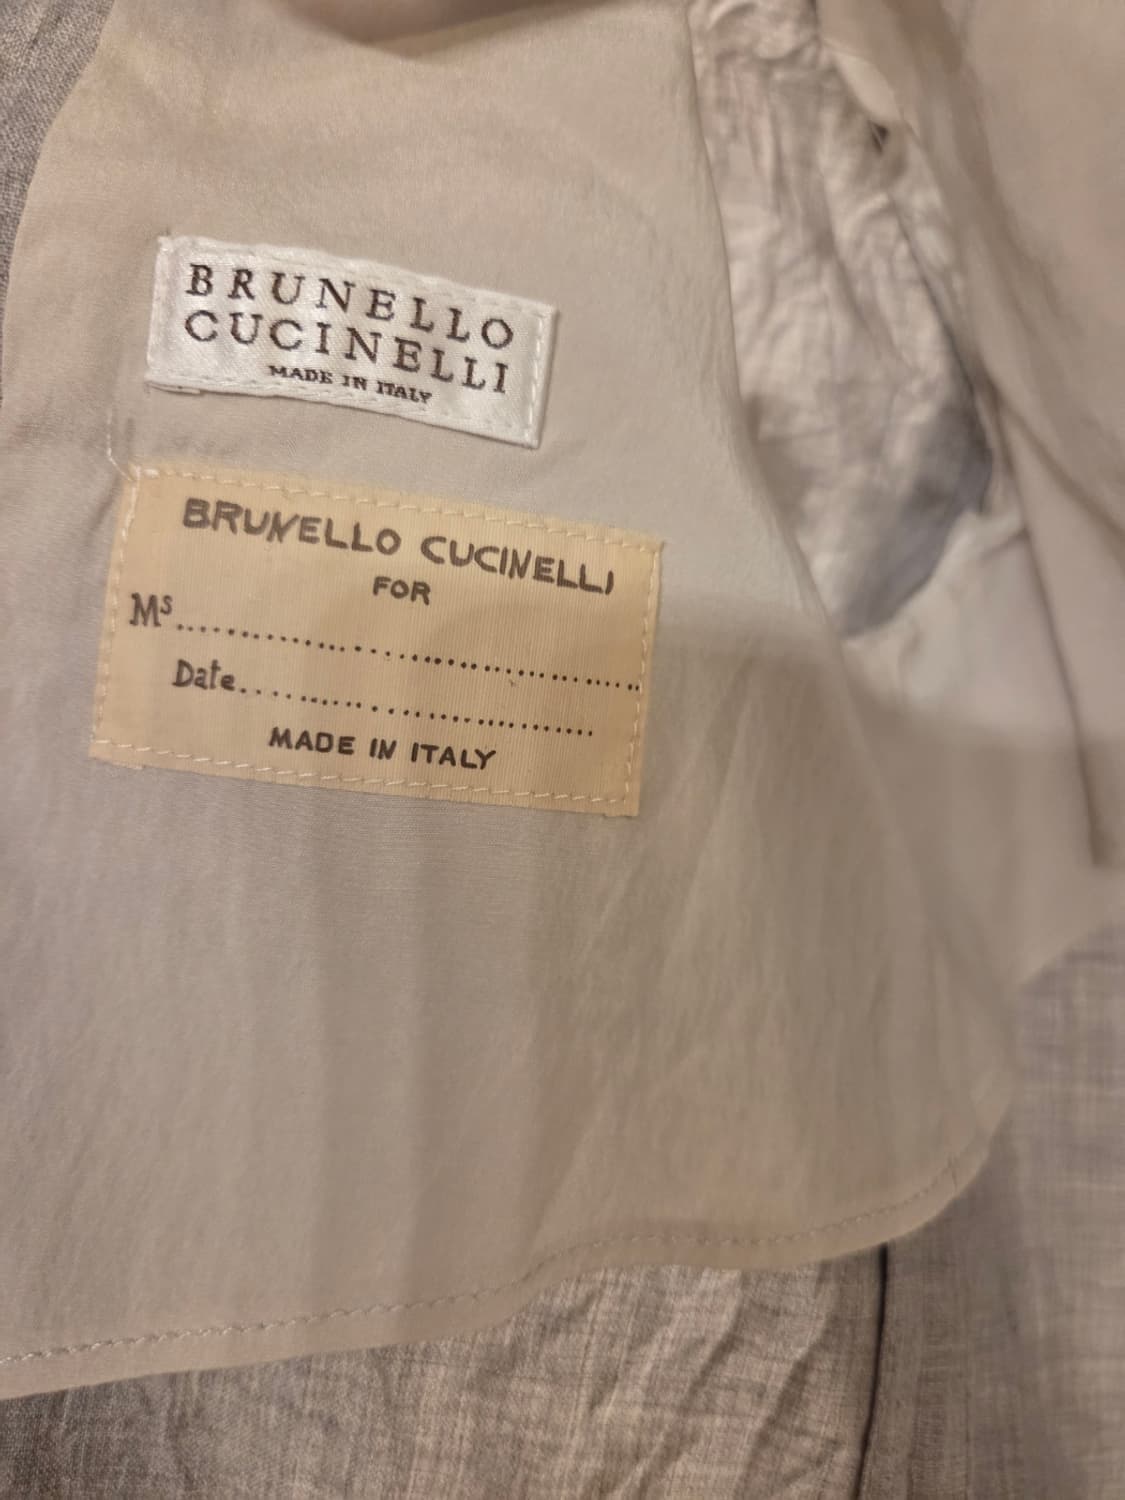 BRUNELLO
CUCINELLI
MADE IN ITALY
BRUNELLO CUCINELLI
FOR
Ms........................................
Date..............................
MADE IN ITALY